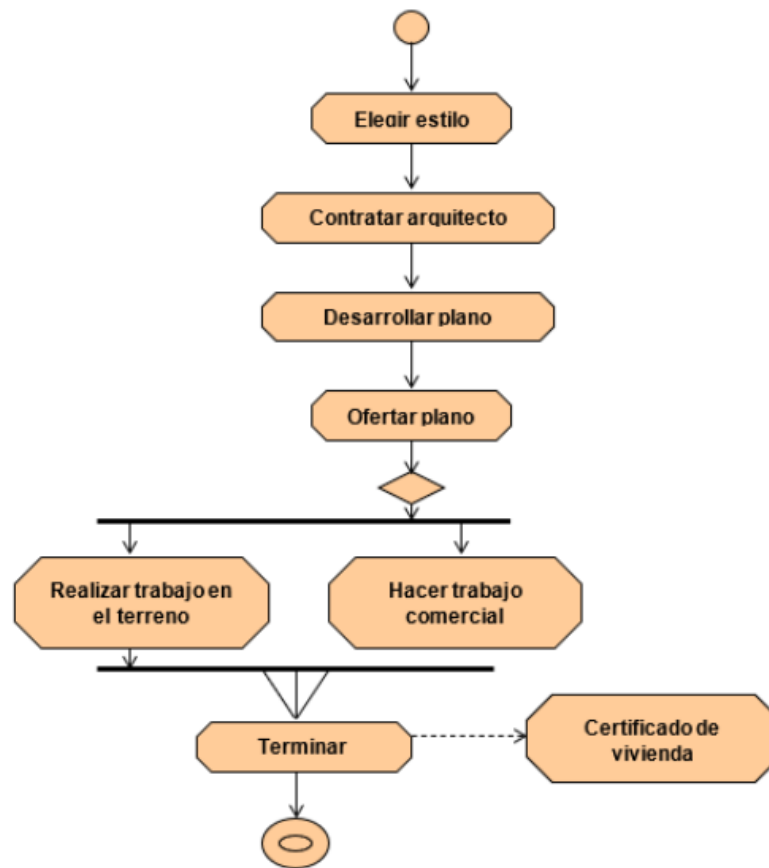 Elegir estilo
Contratar arquitecto
Desarrollar plano
Ofertar plano
Realizar trabajo en
el terreno
Hacer trabajo
comercial
Terminar
Certificado de
vivienda